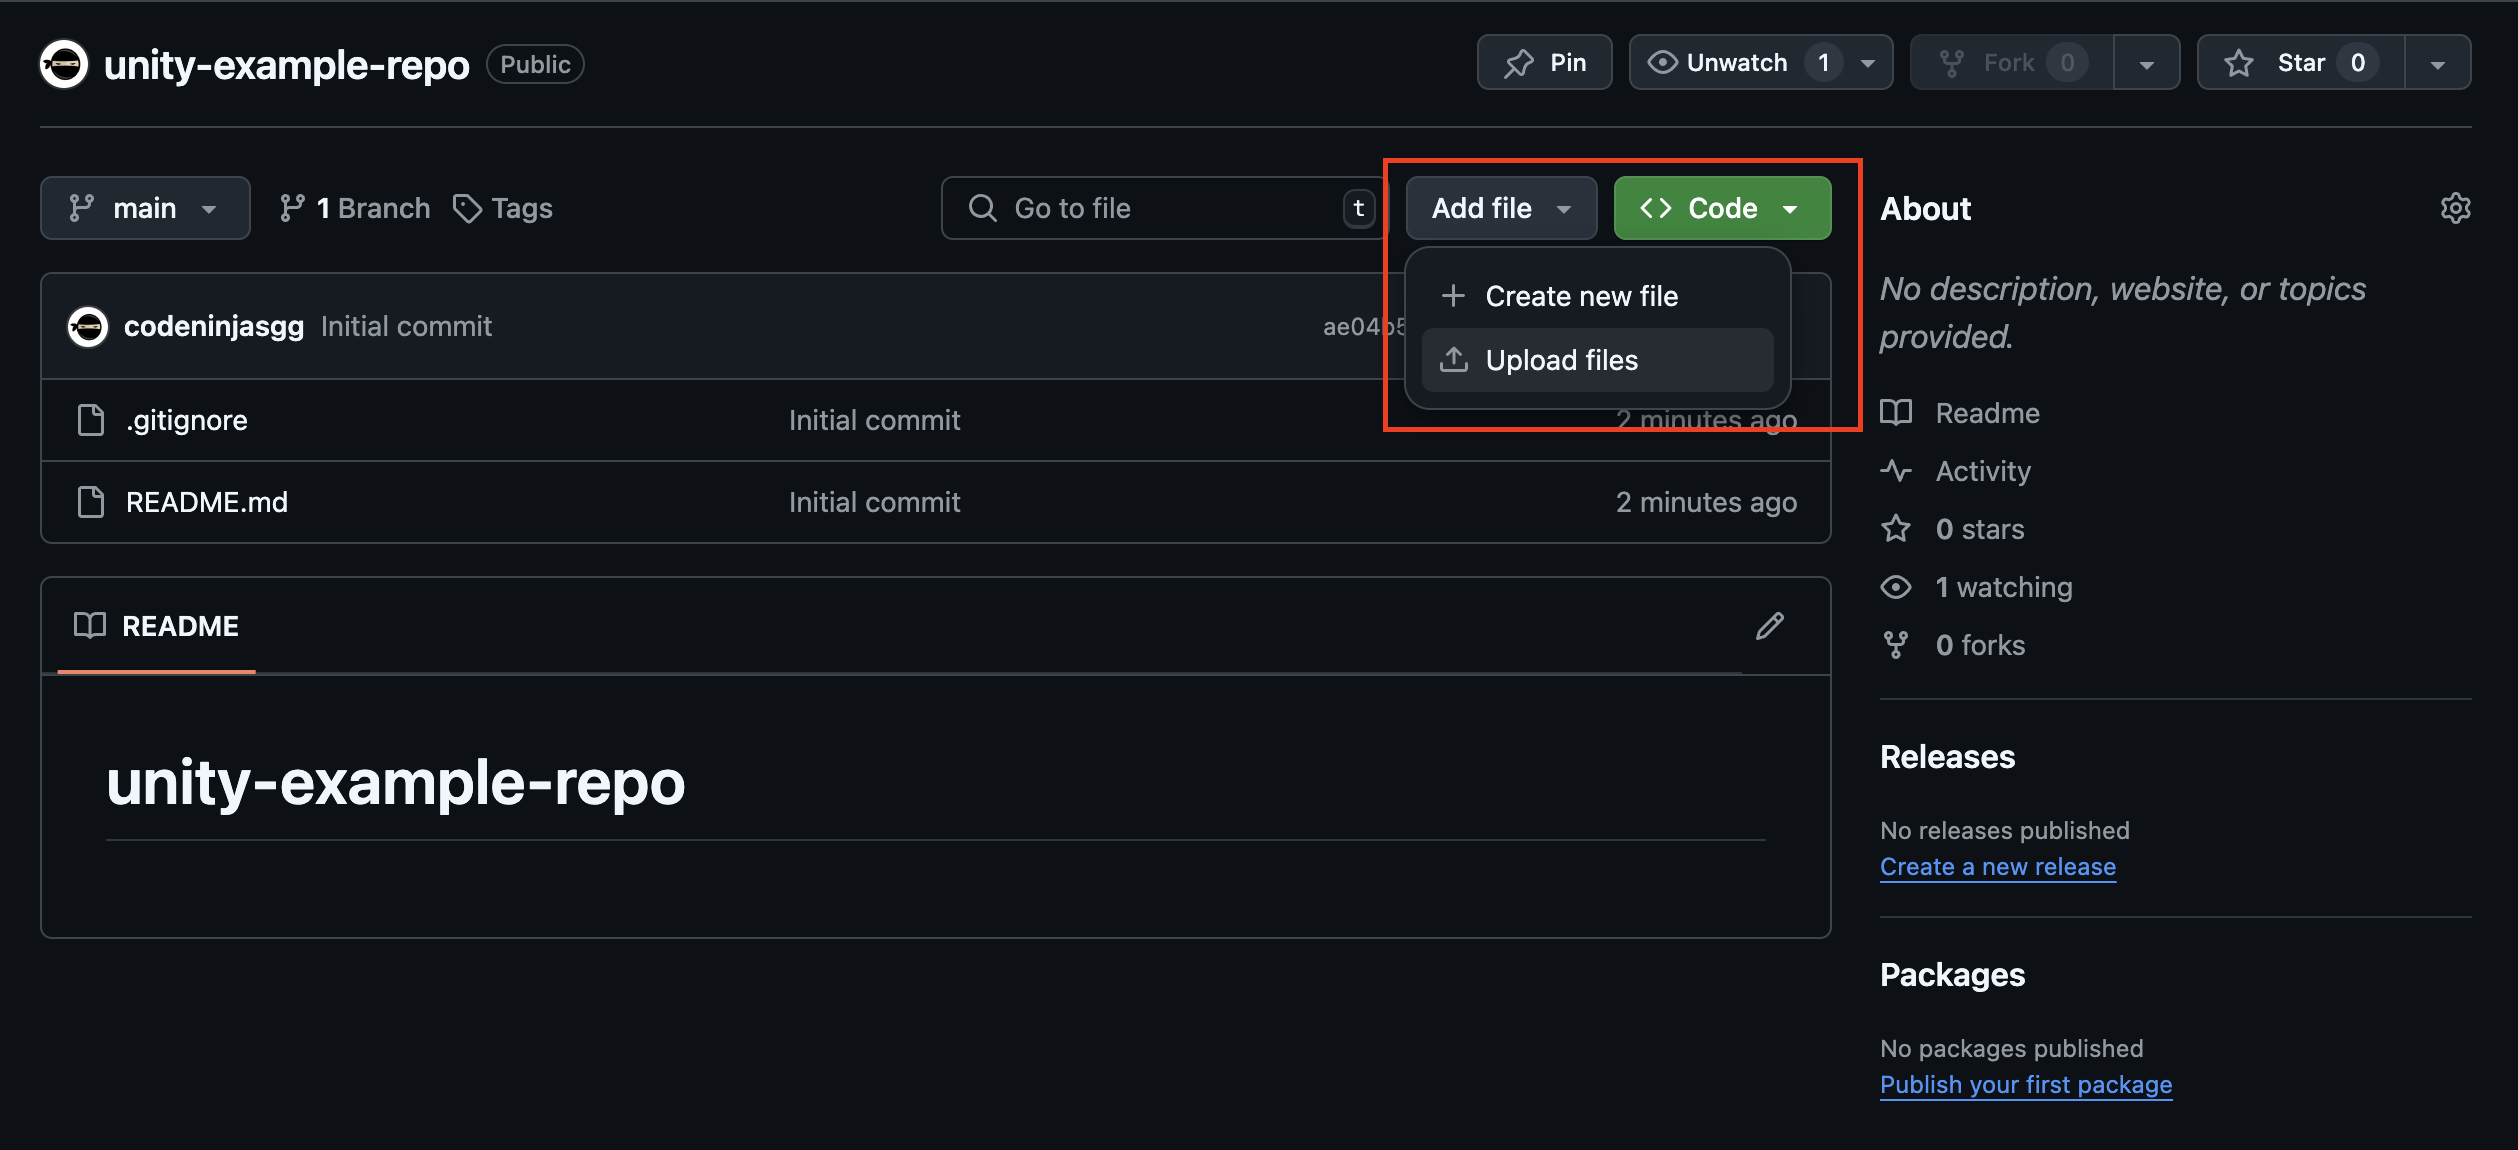 unity-example-repo Public Pin Unwatch 1 Fork 0 Star 0
main 1 Branch Tags Go to file t Add file <> Code About
Create new file
Upload files
No description, website, or topics
provided.
codeninjasgg Initial commit ae04b5
.gitignore Initial commit 2 minutes ago
README.md Initial commit 2 minutes ago
README
unity-example-repo
Readme
Activity
0 stars
1 watching
0 forks
Releases
No releases published
Create a new release
Packages
No packages published
Publish your first package